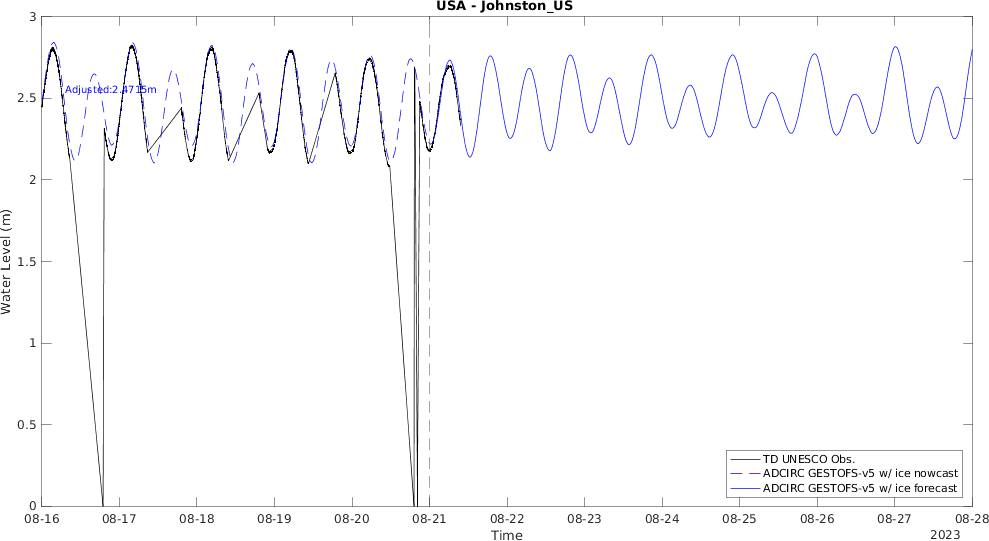 USA - Johnston_US
3
2.5
2
1.5
1
0.5
0
Water Level (m)
Adjusted:2.4715m
TD UNESCO Obs.
ADCIRC GESTOFS-v5 w/ ice nowcast
ADCIRC GESTOFS-v5 w/ ice forecast
08-16 08-17 08-18 08-19 08-20 08-21 08-22 08-23 08-24 08-25 08-26 08-27 08-28
Time
2023